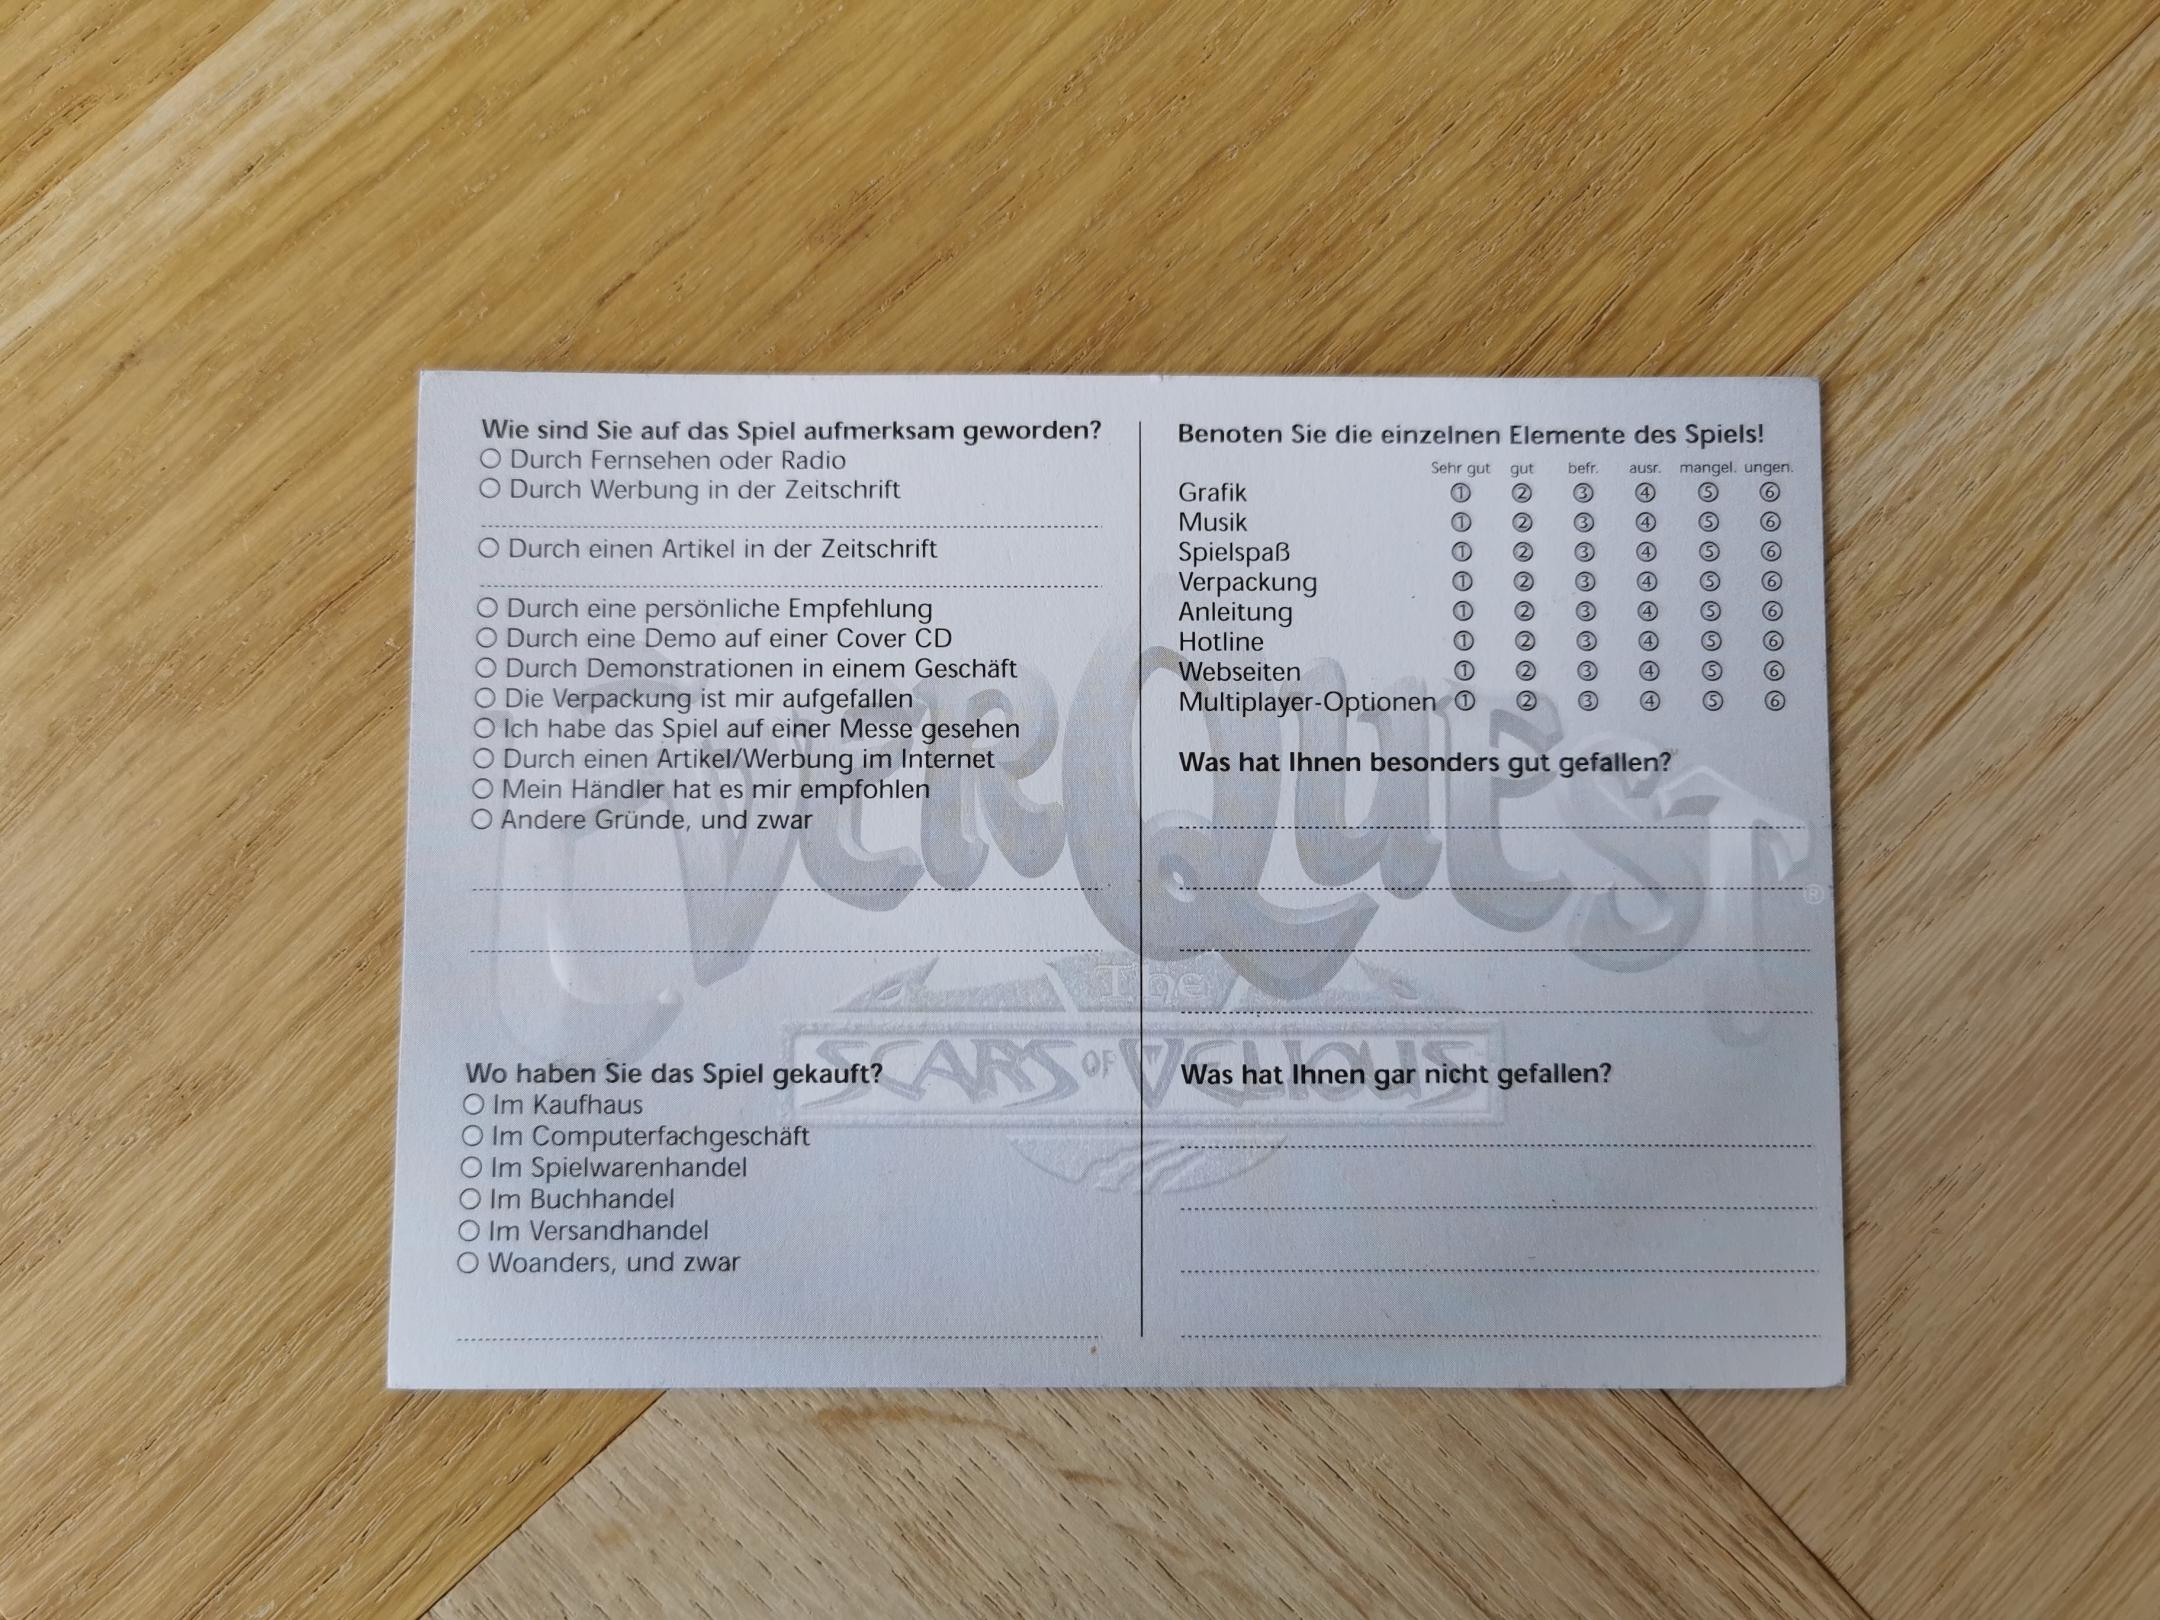 Wie sind Sie auf das Spiel aufmerksam geworden?
○ Durch Fernsehen oder Radio
○ Durch Werbung in der Zeitschrift
○ Durch einen Artikel in der Zeitschrift
○ Durch eine persönliche Empfehlung
○ Durch eine Demo auf einer Cover CD
○ Durch Demonstrationen in einem Geschäft
○ Die Verpackung ist mir aufgefallen
○ Ich habe das Spiel auf einer Messe gesehen
○ Durch einen Artikel/Werbung im Internet
○ Mein Händler hat es mir empfohlen
○ Andere Gründe, und zwar
Wo haben Sie das Spiel gekauft?
○ Im Kaufhaus
○ Im Computerfachgeschäft
○ Im Spielwarenhandel
○ Im Buchhandel
○ Im Versandhandel
○ Woanders, und zwar
Benoten Sie die einzelnen Elemente des Spiels!
Sehr gut gut befr. ausr. mangel. ungen.
Grafik ① ② ③ ④ ⑤ ⑥
Musik ① ② ③ ④ ⑤ ⑥
Spielspaß ① ② ③ ④ ⑤ ⑥
Verpackung ① ② ③ ④ ⑤ ⑥
Anleitung ① ② ③ ④ ⑤ ⑥
Hotline ① ② ③ ④ ⑤ ⑥
Webseiten ① ② ③ ④ ⑤ ⑥
Multiplayer-Optionen ① ② ③ ④ ⑤ ⑥
Was hat Ihnen besonders gut gefallen?
Was hat Ihnen gar nicht gefallen?
EverQuest®
The
Scars of Velious